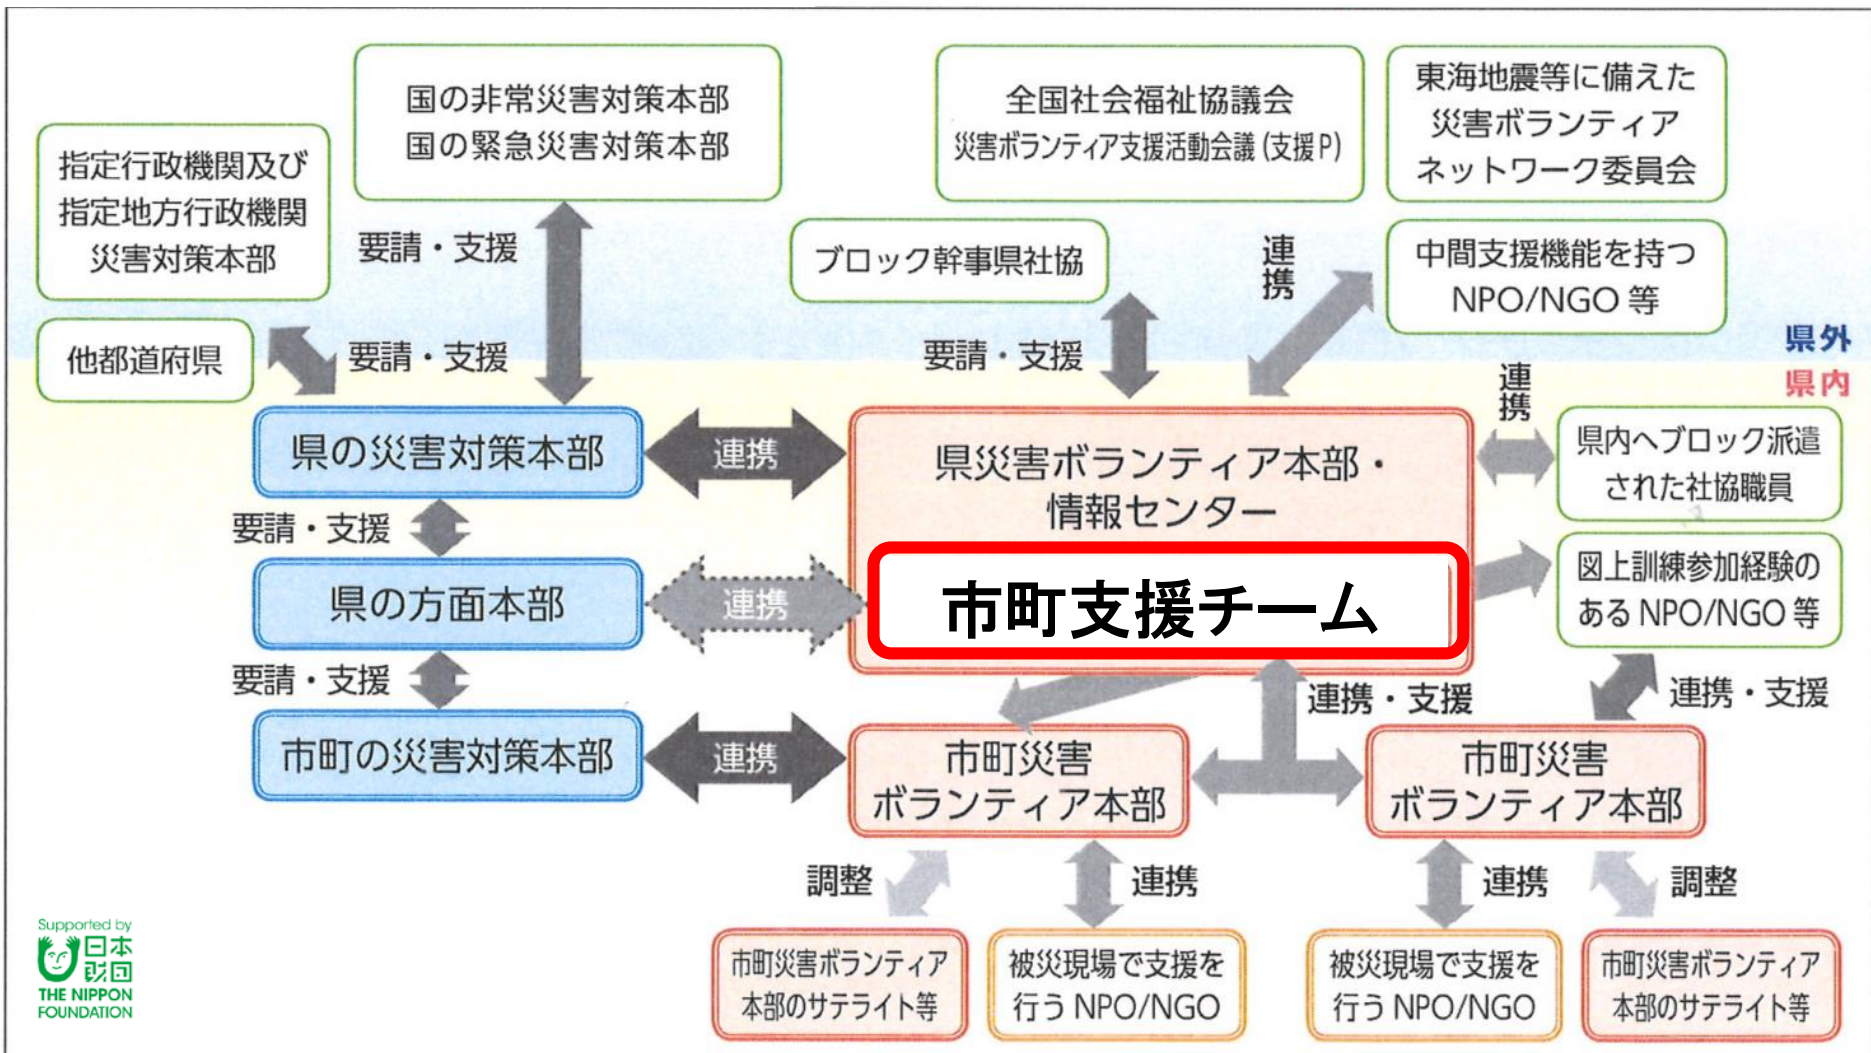 国の非常災害対策本部
国の緊急災害対策本部
全国社会福祉協議会
災害ボランティア支援活動会議(支援P)
東海地震等に備えた
災害ボランティア
ネットワーク委員会
指定行政機関及び
指定地方行政機関
災害対策本部
要請・支援
ブロック幹事県社協
連携
中間支援機能を持つ
NPO/NGO 等
他都道府県
要請・支援
要請・支援
県外
県内
連携
県の災害対策本部
連携
県災害ボランティア本部・
情報センター
県内へブロック派遣
された社協職員
要請・支援
県の方面本部
連携
市町支援チーム
図上訓練参加経験の
ある NPO/NGO 等
要請・支援
連携・支援
連携・支援
市町の災害対策本部
連携
市町災害
ボランティア本部
市町災害
ボランティア本部
調整
連携
連携
調整
市町災害ボランティア
本部のサテライト等
被災現場で支援を
行う NPO/NGO
被災現場で支援を
行う NPO/NGO
市町災害ボランティア
本部のサテライト等
Supported by
日本
財団
THE NIPPON
FOUNDATION